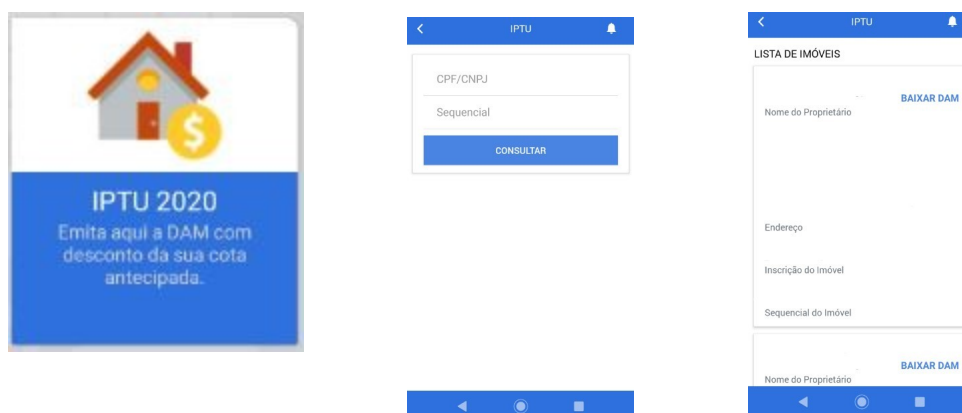 IPTU 2020
Emita aqui a DAM com
desconto da sua cota
antecipada.
IPTU
CPF/CNPJ
Sequencial
CONSULTAR
IPTU
LISTA DE IMÓVEIS
BAIXAR DAM
Nome do Proprietário
Endereço
Inscrição do Imóvel
Sequencial do Imóvel
BAIXAR DAM
Nome do Proprietário